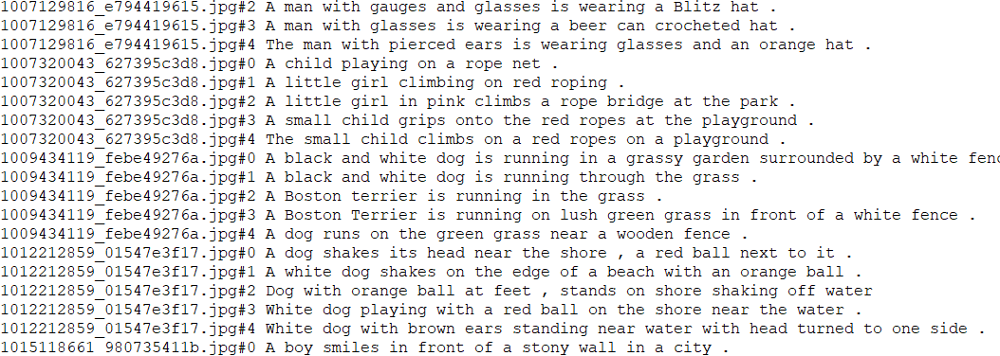 1007129816_e794419615.jpg#2 A man with gauges and glasses is wearing a Blitz hat .
1007129816_e794419615.jpg#3 A man with glasses is wearing a beer can crocheted hat .
1007129816_e794419615.jpg#4 The man with pierced ears is wearing glasses and an orange hat .
1007320043_627395c3d8.jpg#0 A child playing on a rope net .
1007320043_627395c3d8.jpg#1 A little girl climbing on red roping .
1007320043_627395c3d8.jpg#2 A little girl in pink climbs a rope bridge at the park .
1007320043_627395c3d8.jpg#3 A small child grips onto the red ropes at the playground .
1007320043_627395c3d8.jpg#4 The small child climbs on a red ropes on a playground .
1009434119_febe49276a.jpg#0 A black and white dog is running in a grassy garden surrounded by a white fenc
1009434119_febe49276a.jpg#1 A black and white dog is running through the grass .
1009434119_febe49276a.jpg#2 A Boston terrier is running in the grass .
1009434119_febe49276a.jpg#3 A Boston Terrier is running on lush green grass in front of a white fence .
1009434119_febe49276a.jpg#4 A dog runs on the green grass near a wooden fence .
1012212859_01547e3f17.jpg#0 A dog shakes its head near the shore , a red ball next to it .
1012212859_01547e3f17.jpg#1 A white dog shakes on the edge of a beach with an orange ball .
1012212859_01547e3f17.jpg#2 Dog with orange ball at feet , stands on shore shaking off water
1012212859_01547e3f17.jpg#3 White dog playing with a red ball on the shore near the water .
1012212859_01547e3f17.jpg#4 White dog with brown ears standing near water with head turned to one side .
1015118661_980735411b.jpg#0 A boy smiles in front of a stony wall in a city .